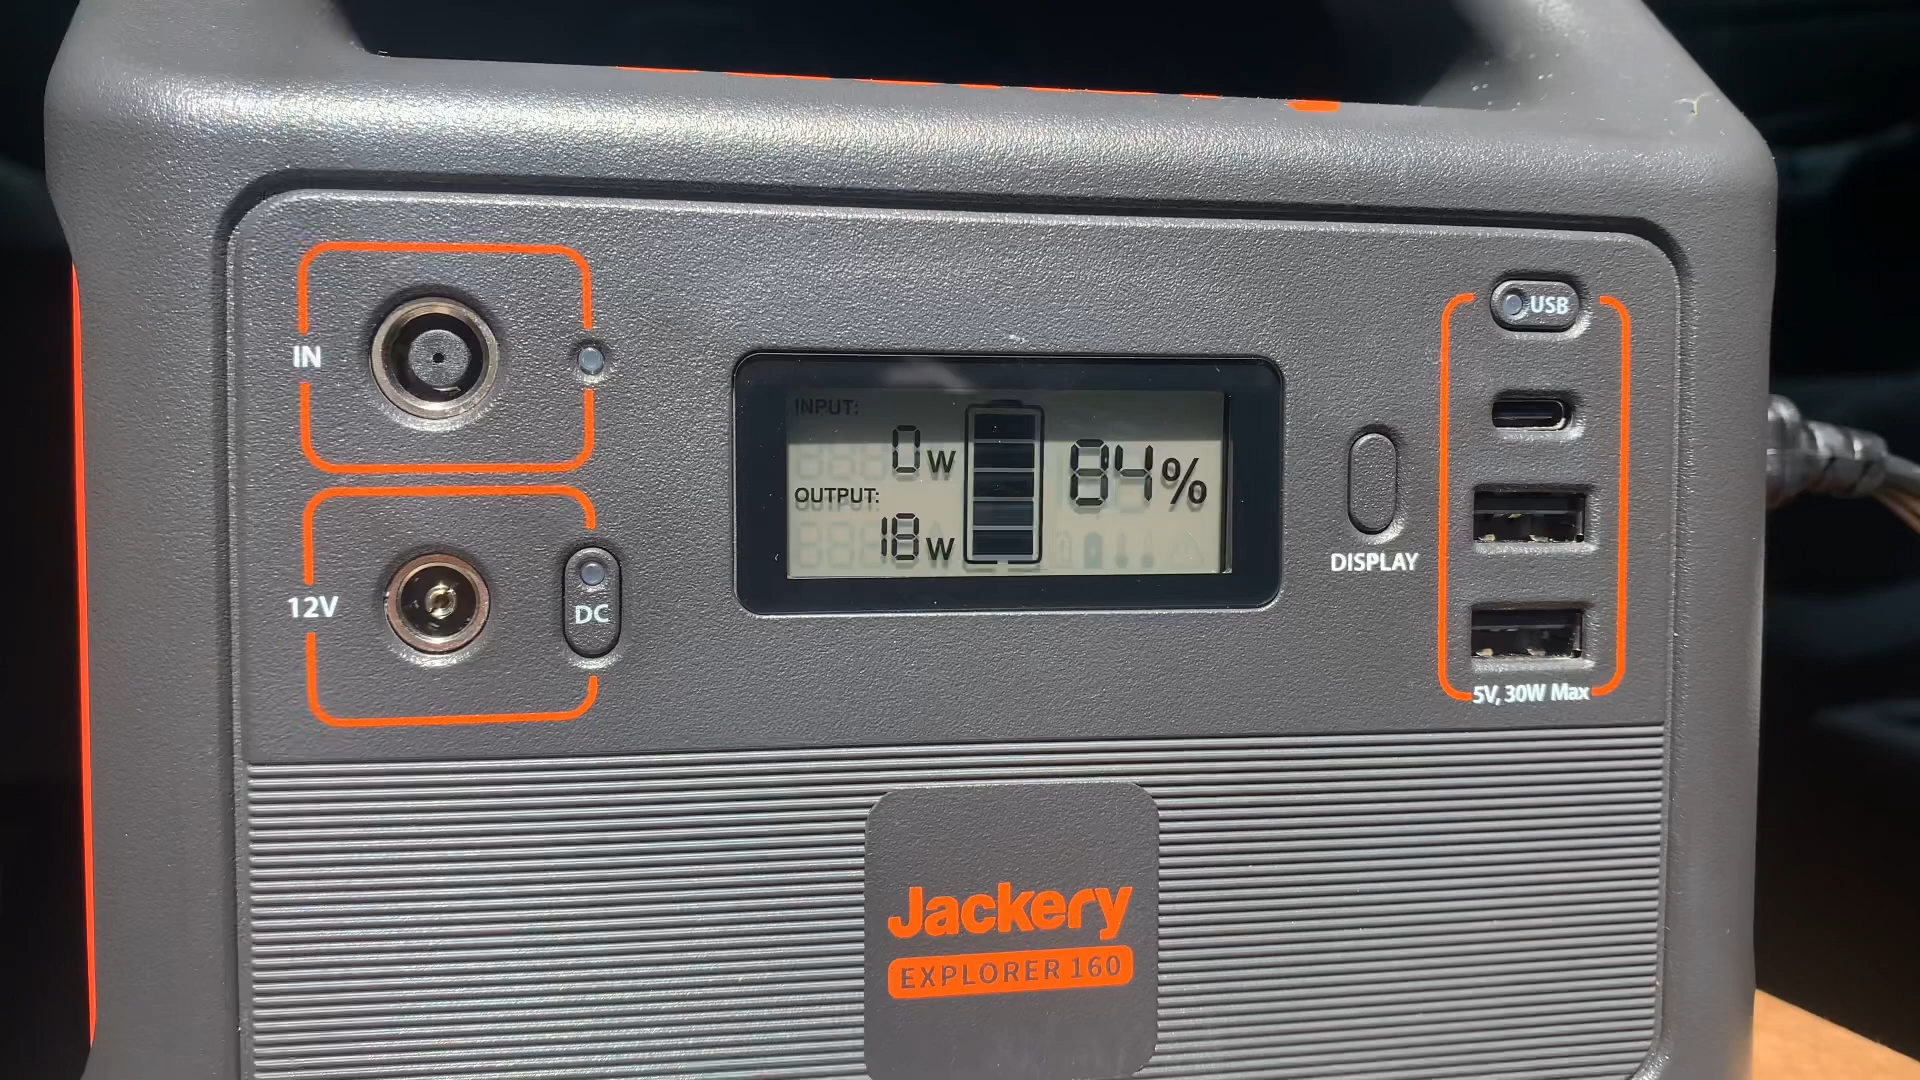 IN
12V
DC
INPUT:
0W
OUTPUT:
18W
84%
DISPLAY
USB
5V, 30W Max
Jackery
EXPLORER 160